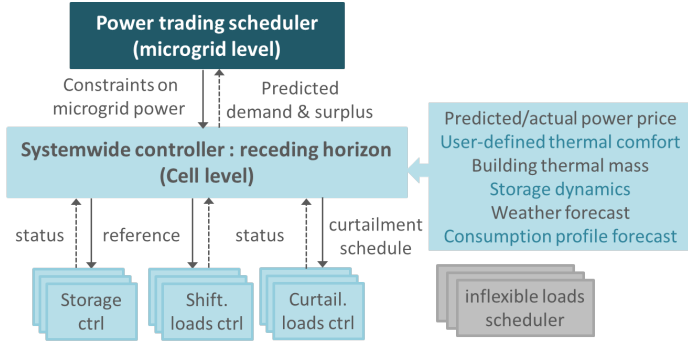 Power trading scheduler
(microgrid level)
Constraints on
microgrid power
Predicted
demand & surplus
Systemwide controller : receding horizon
(Cell level)
Predicted/actual power price
User-defined thermal comfort
Building thermal mass
Storage dynamics
Weather forecast
Consumption profile forecast
status
reference
status
curtailment
schedule
Storage
ctrl
Shift.
loads ctrl
Curtail.
loads ctrl
inflexible loads
scheduler